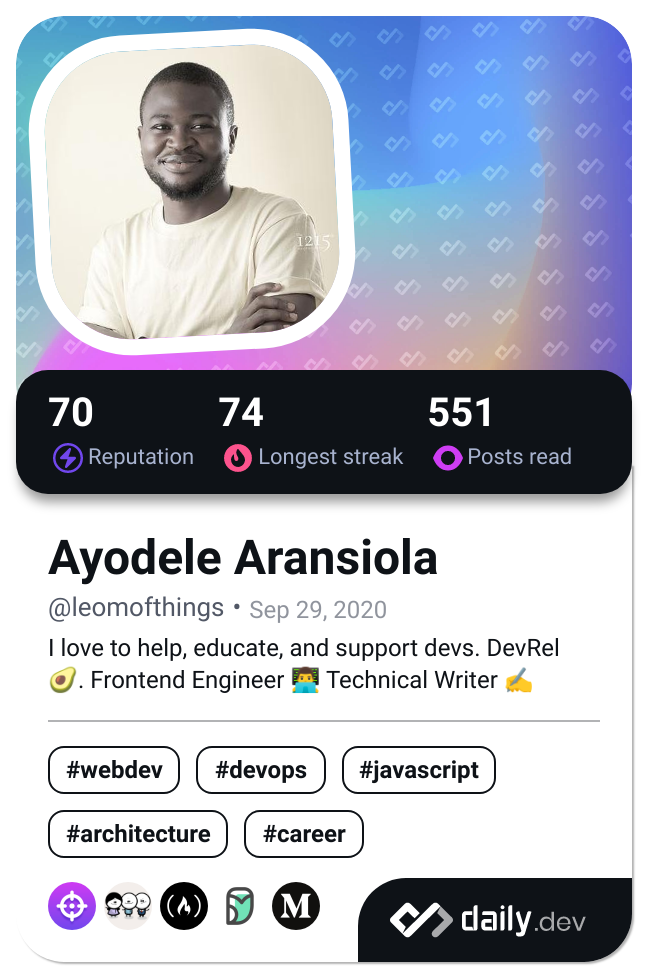 1215
70 74 551
Reputation Longest streak Posts read
Ayodele Aransiola
@leomofthings • Sep 29, 2020
I love to help, educate, and support devs. DevRel
🥑. Frontend Engineer 👨‍💻 Technical Writer ✍️
#webdev #devops #javascript
#architecture #career
M
daily.dev